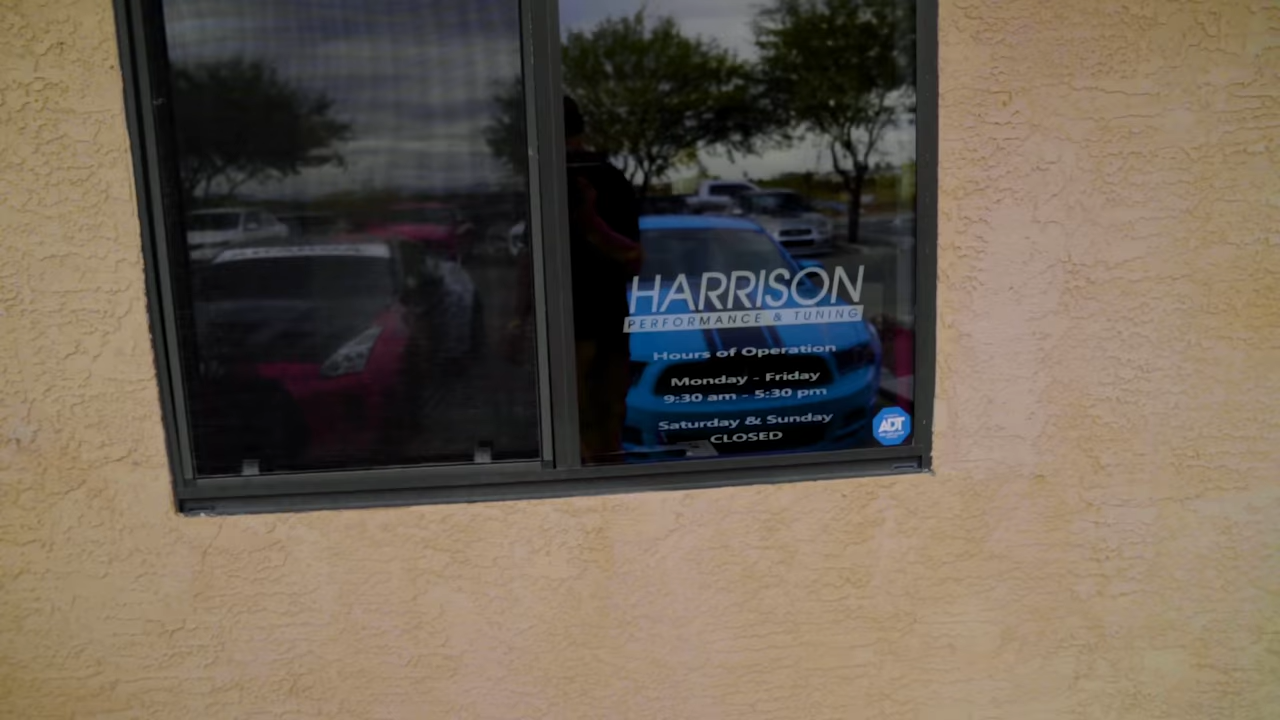 HARRISON
PERFORMANCE & TUNING
Hours of Operation
Monday - Friday
9:30 am - 5:30 pm
Saturday & Sunday
CLOSED
ADT